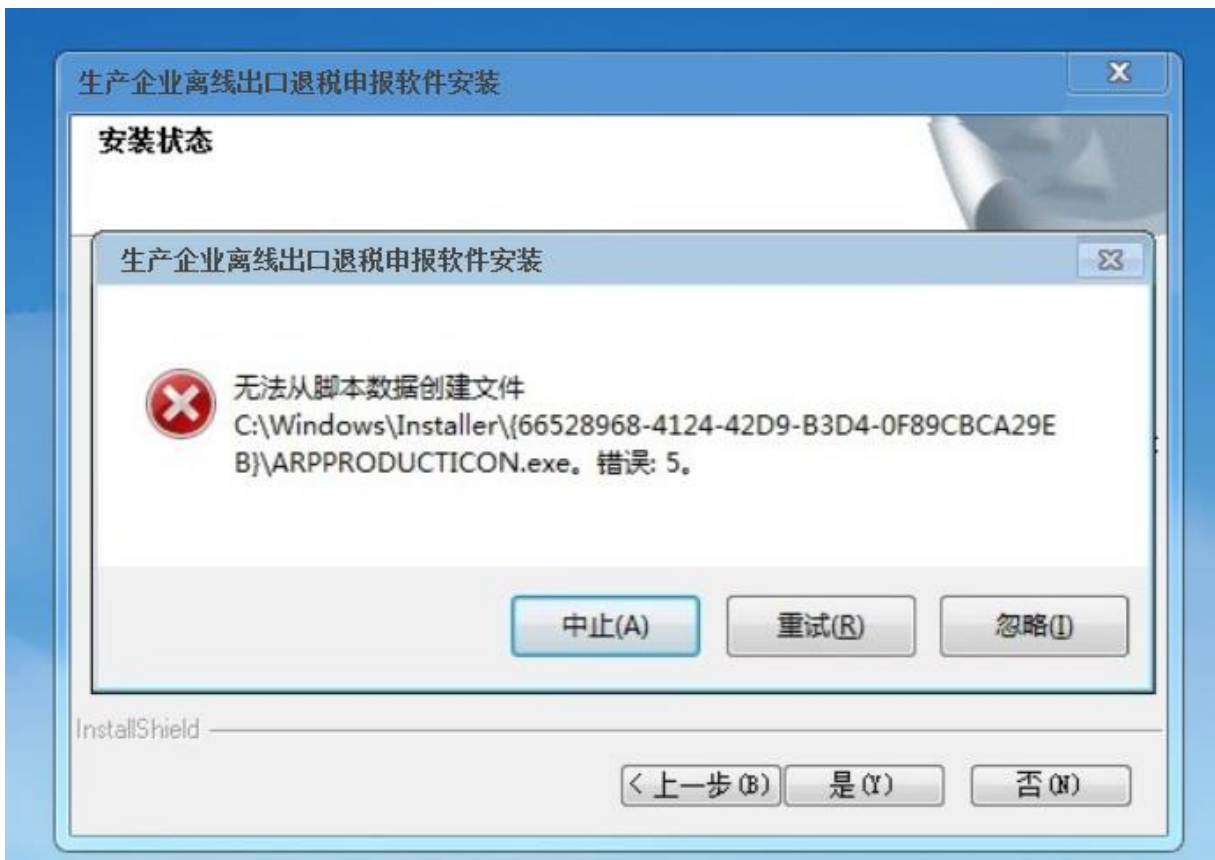 生产企业离线出口退税申报软件安装
安装状态
生产企业离线出口退税申报软件安装
无法从脚本数据创建文件
C:\Windows\Installer\{66528968-4124-42D9-B3D4-0F89CBCA29E
B}\ARPPRODUCTICON.exe。错误: 5。
中止(A) 重试(R) 忽略(I)
InstallShield
< 上一步(B) 是(Y) 否(N)